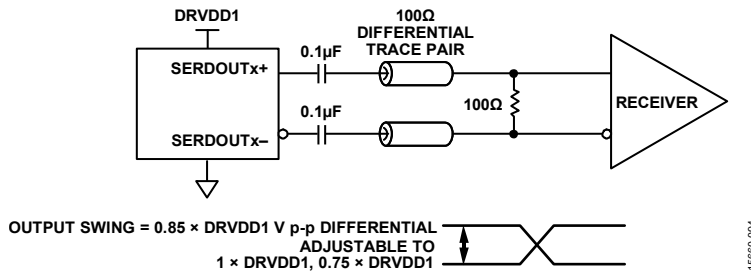 DRVDD1
100Ω
DIFFERENTIAL
TRACE PAIR
0.1µF
SERDOUTx+
0.1µF
100Ω
RECEIVER
SERDOUTx–
OUTPUT SWING = 0.85 × DRVDD1 V p-p DIFFERENTIAL
ADJUSTABLE TO
1 × DRVDD1, 0.75 × DRVDD1